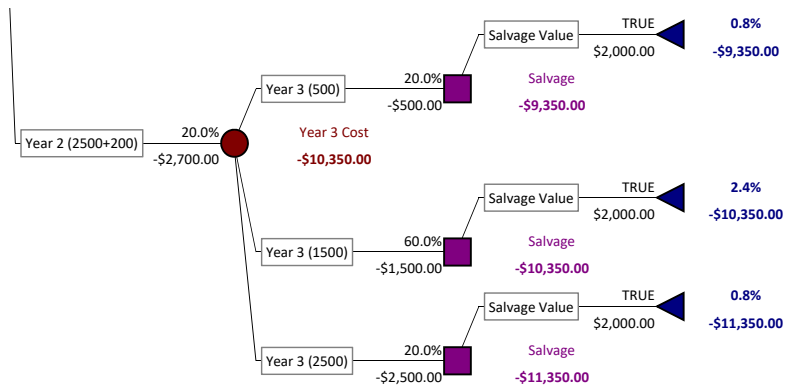 Salvage Value
TRUE
$2,000.00
0.8%
-$9,350.00
Year 3 (500)
20.0%
-$500.00
Salvage
-$9,350.00
Year 2 (2500+200)
20.0%
-$2,700.00
Year 3 Cost
-$10,350.00
Salvage Value
TRUE
$2,000.00
2.4%
-$10,350.00
Year 3 (1500)
60.0%
-$1,500.00
Salvage
-$10,350.00
Salvage Value
TRUE
$2,000.00
0.8%
-$11,350.00
Year 3 (2500)
20.0%
-$2,500.00
Salvage
-$11,350.00